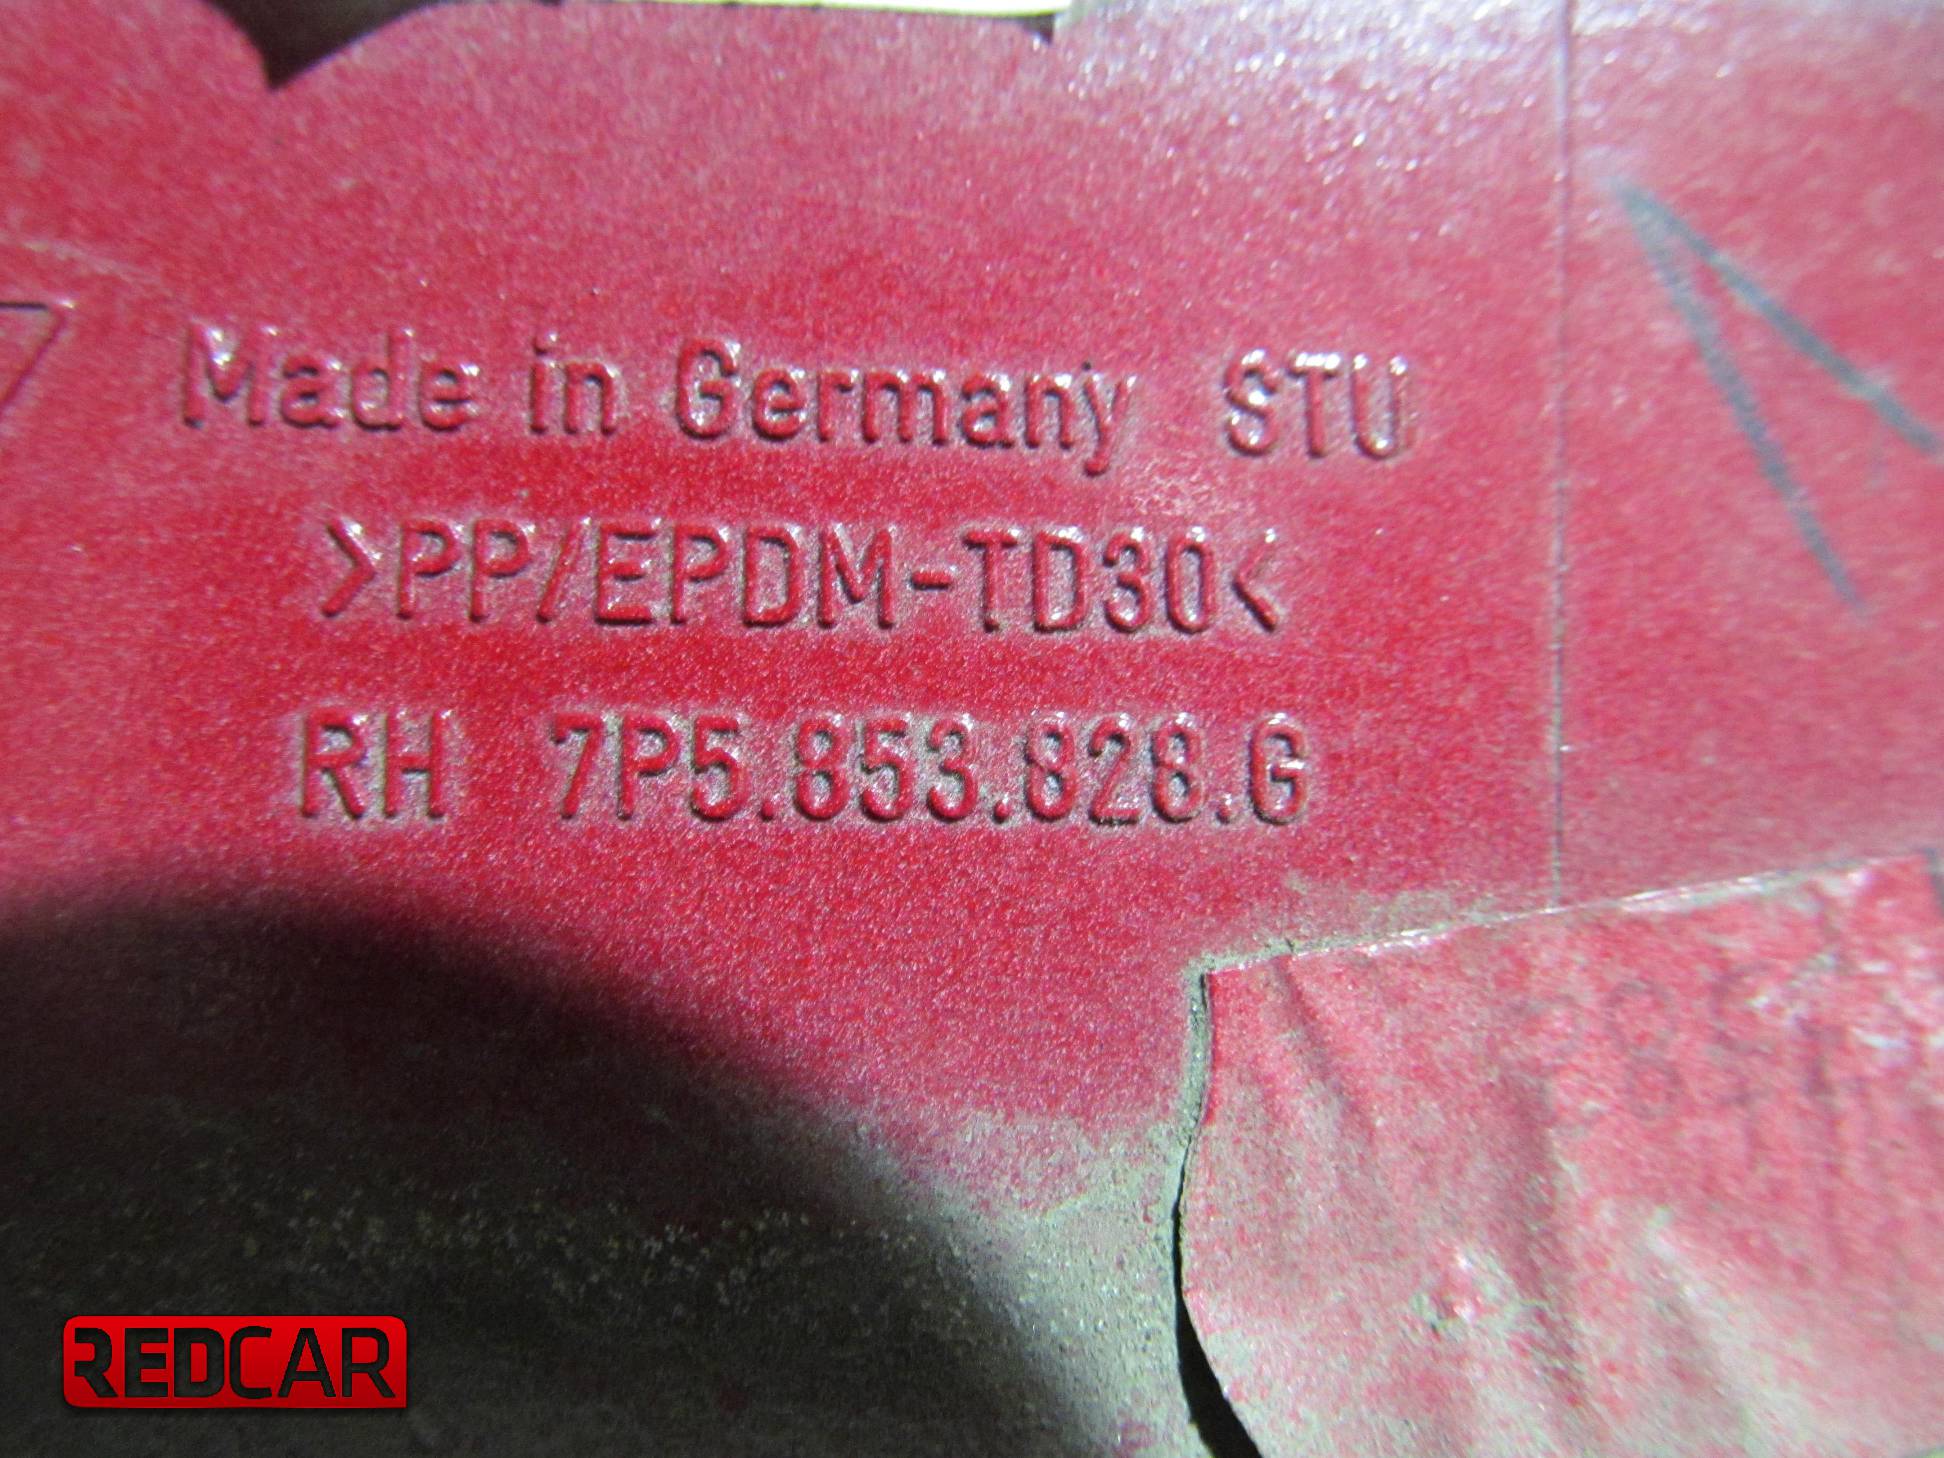 Made in Germany STU
>PP/EPDM-TD30<
RH 7P5.853.828.G
REDCAR